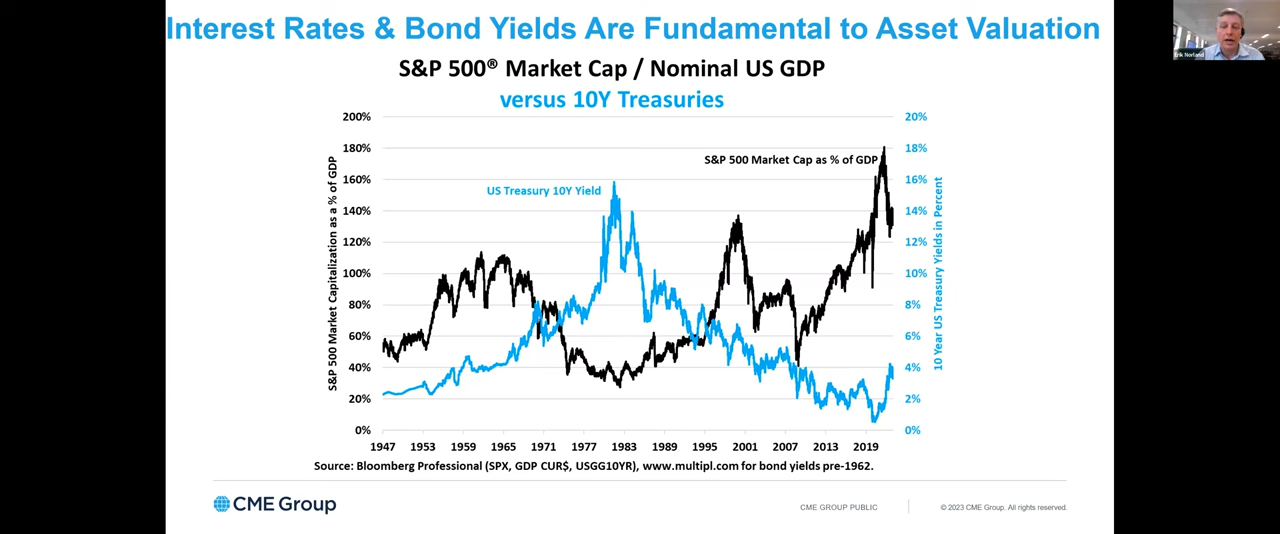 Interest Rates & Bond Yields Are Fundamental to Asset Valuation
Erik Norland
S&P 500® Market Cap / Nominal US GDP
versus 10Y Treasuries
200%
180%
160%
140%
120%
100%
80%
60%
40%
20%
0%
S&P 500 Market Capitalization as a % of GDP
S&P 500 Market Cap as % of GDP
US Treasury 10Y Yield
20%
18%
16%
14%
12%
10%
8%
6%
4%
2%
0%
10 Year US Treasury Yields in Percent
1947 1953 1959 1965 1971 1977 1983 1989 1995 2001 2007 2013 2019
Source: Bloomberg Professional (SPX, GDP CUR$, USGG10YR), www.multipl.com for bond yields pre-1962.
CME Group
CME GROUP PUBLIC
© 2023 CME Group. All rights reserved.